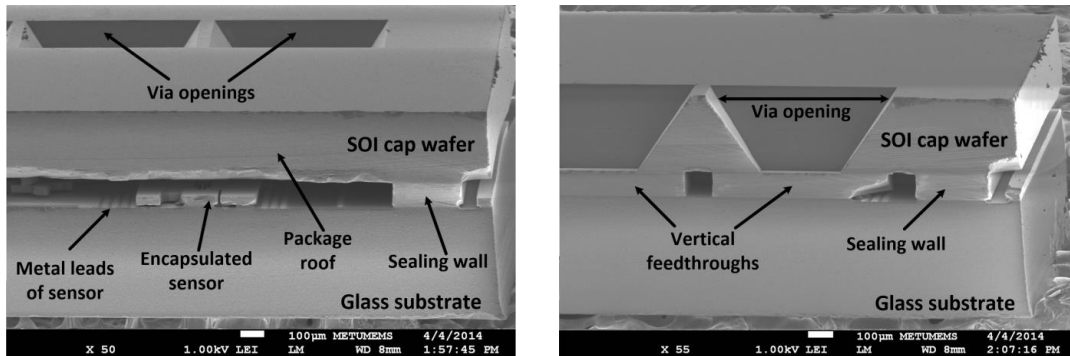 Via openings
SOI cap wafer
Metal leads
of sensor
Encapsulated
sensor
Package
roof
Sealing wall
Glass substrate
100µm METUMEMS 4/4/2014
X 50 1.00kV LEI LM WD 8mm 1:57:45 PM
Via opening
SOI cap wafer
Vertical
feedthroughs
Sealing wall
Glass substrate
100µm METUMEMS 4/4/2014
X 55 1.00kV LEI LM WD 8mm 2:07:16 PM